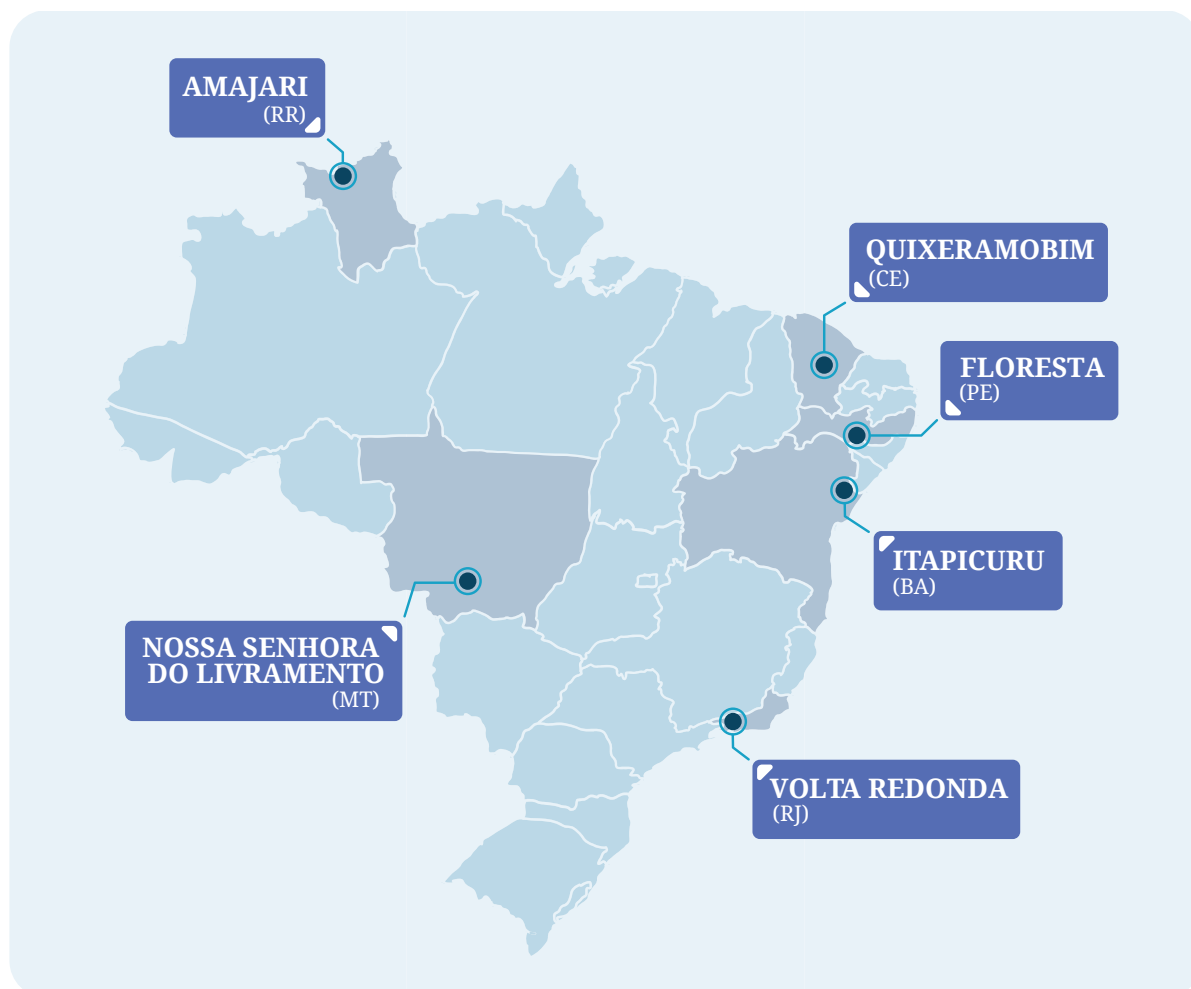 AMAJARI
(RR)
QUIXERAMOBIM
(CE)
FLORESTA
(PE)
ITAPICURU
(BA)
NOSSA SENHORA
DO LIVRAMENTO
(MT)
VOLTA REDONDA
(RJ)